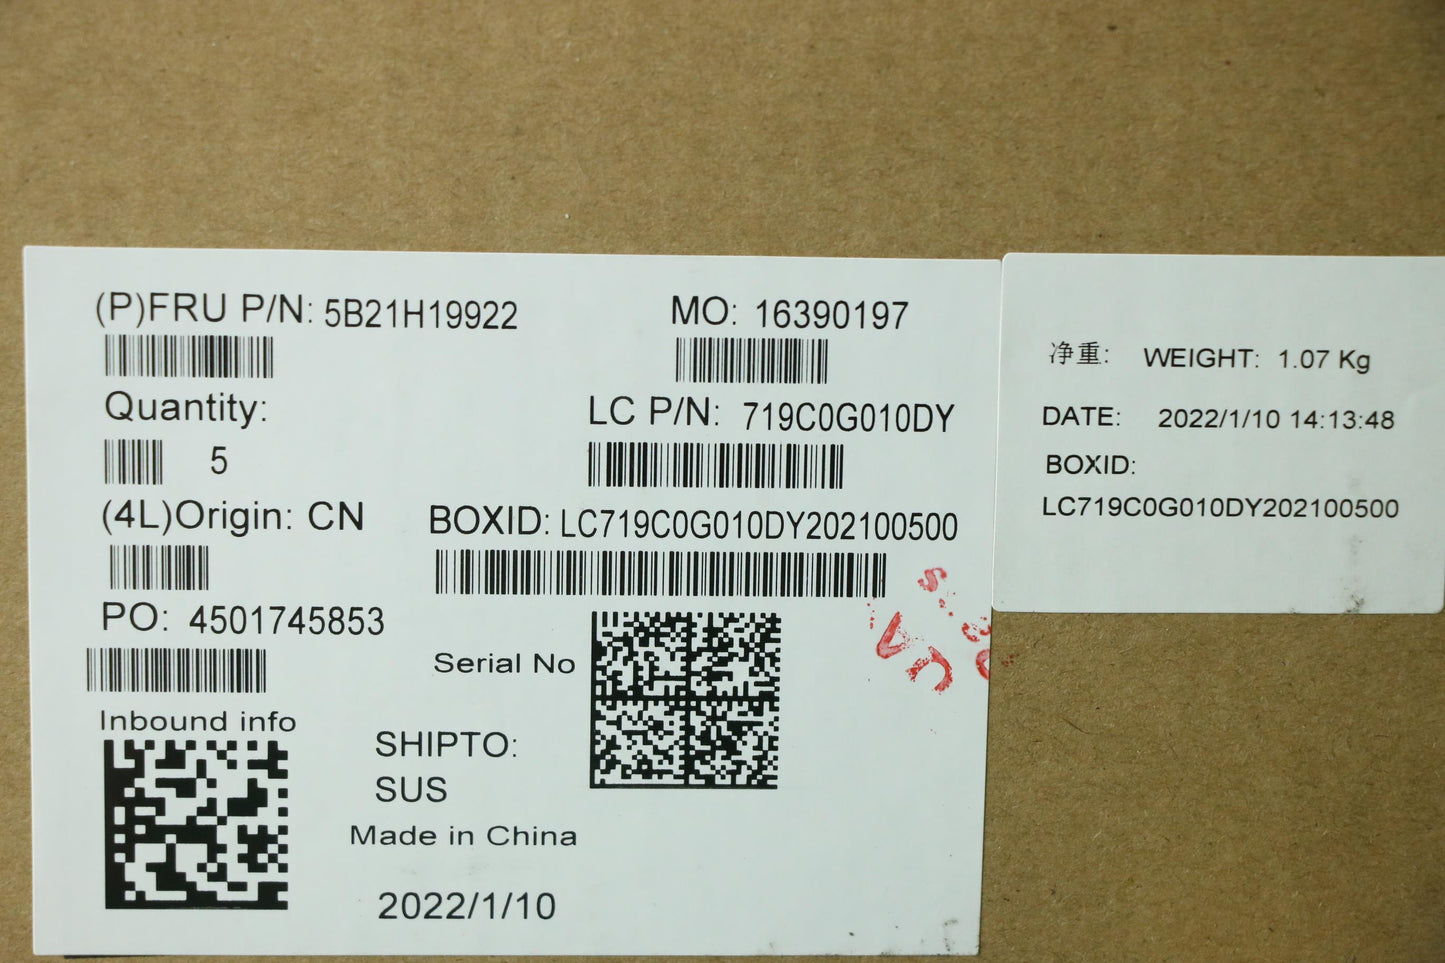 (P)FRU P/N: 5B21H19922
MO: 16390197
Quantity:
5
LC P/N: 719C0G010DY
(4L)Origin: CN
BOXID: LC719C0G010DY202100500
PO: 4501745853
Serial No
Inbound info
SHIPTO:
SUS
Made in China
2022/1/10
净重: WEIGHT: 1.07 Kg
DATE: 2022/1/10 14:13:48
BOXID:
LC719C0G010DY202100500